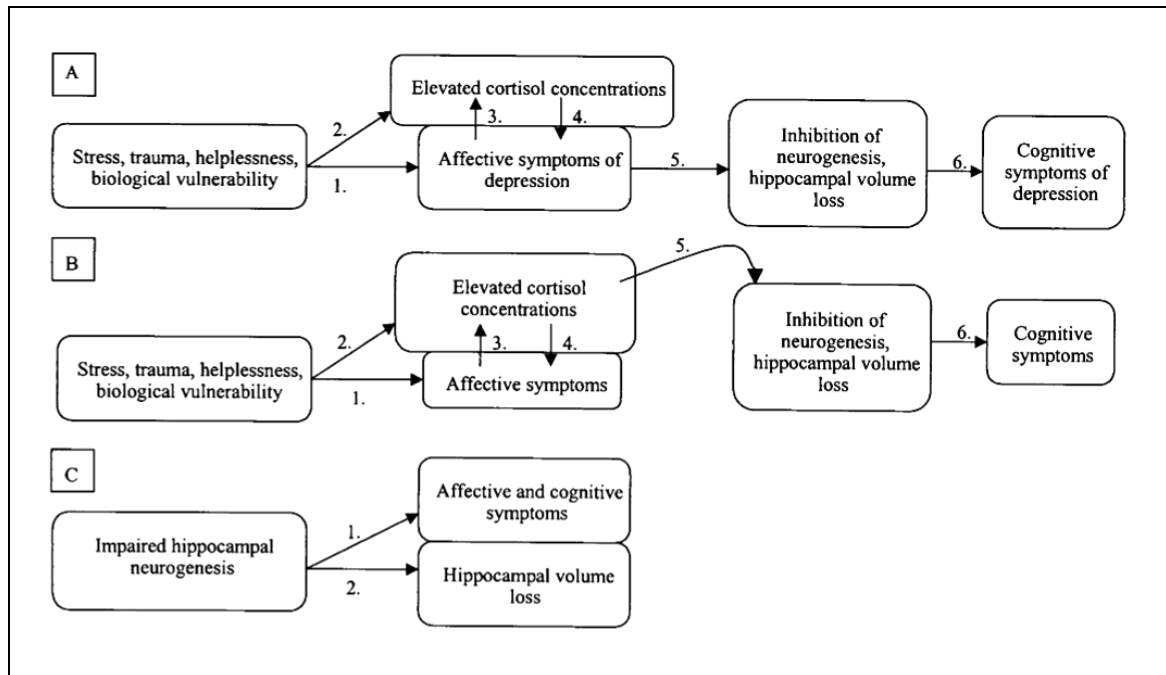 A
Elevated cortisol concentrations
3.
4.
2.
Stress, trauma, helplessness,
biological vulnerability
1.
Affective symptoms of
depression
5.
Inhibition of
neurogenesis,
hippocampal volume
loss
6.
Cognitive
symptoms of
depression
B
Elevated cortisol
concentrations
3.
4.
2.
Stress, trauma, helplessness,
biological vulnerability
1.
Affective symptoms
5.
Inhibition of
neurogenesis,
hippocampal volume
loss
6.
Cognitive
symptoms
C
Impaired hippocampal
neurogenesis
1.
Affective and cognitive
symptoms
2.
Hippocampal volume
loss